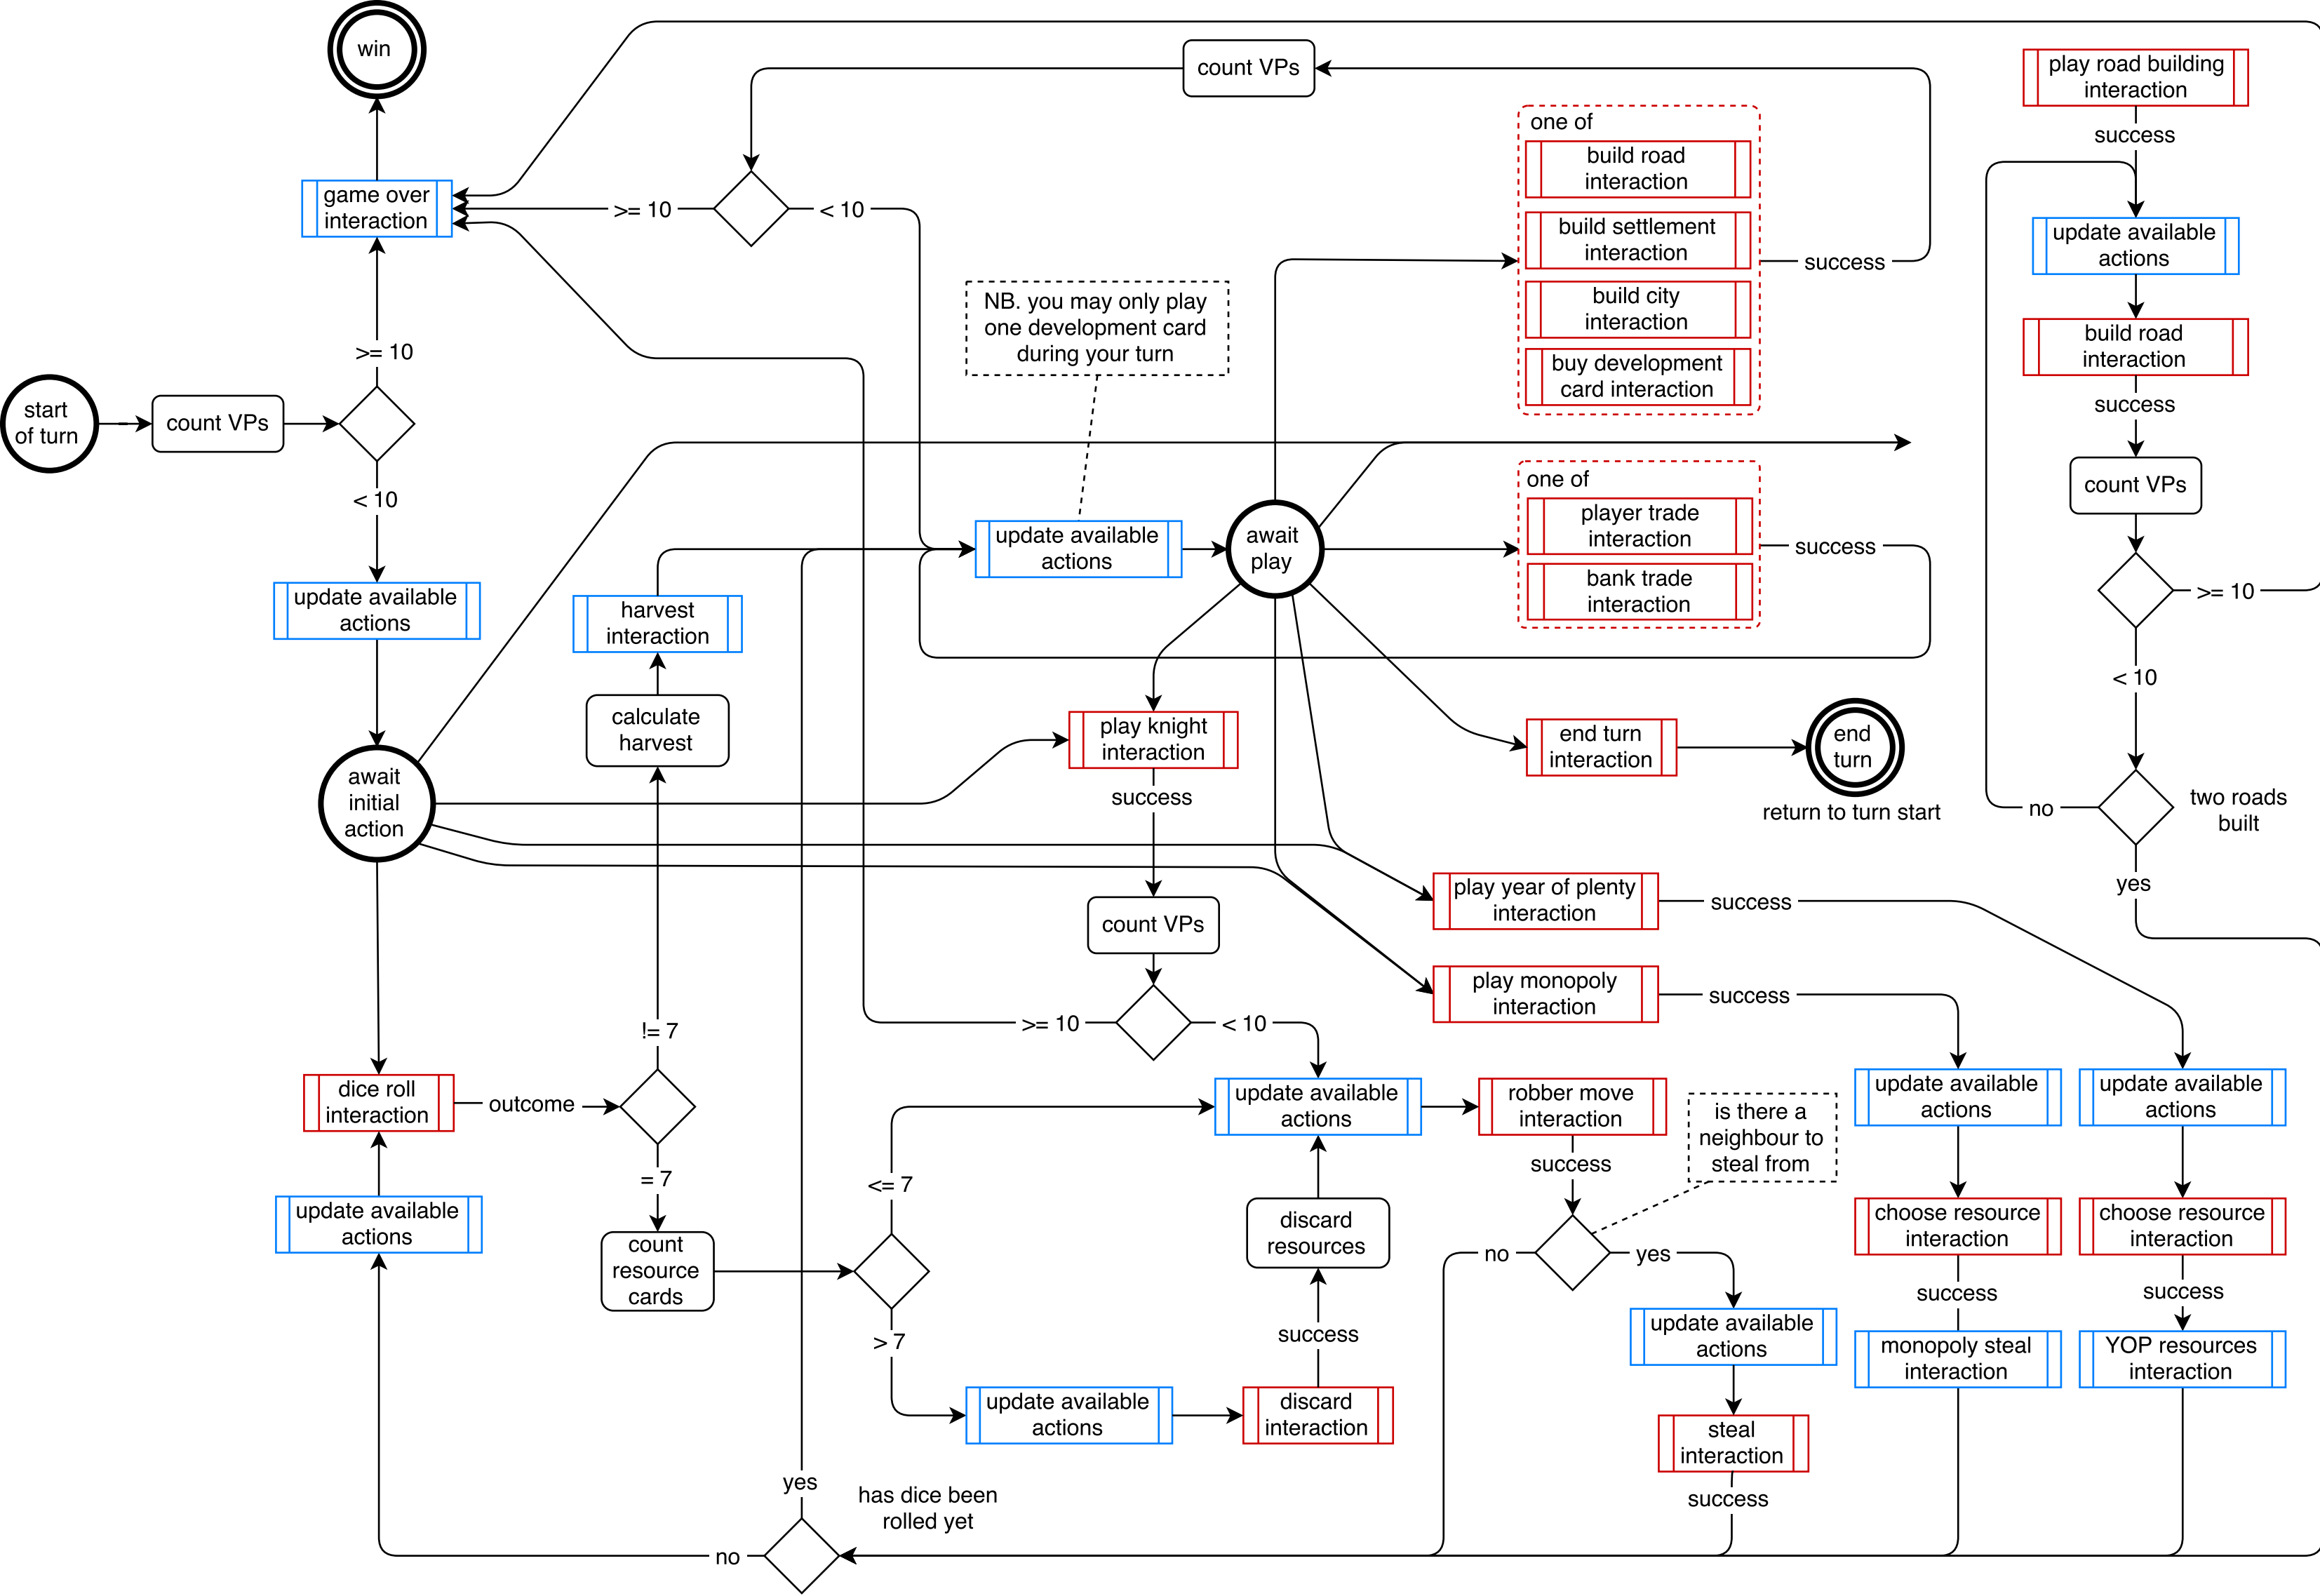 win
count VPs
play road building
interaction
success
one of
build road
interaction
build settlement
interaction
build city
interaction
buy development
card interaction
success
game over
interaction
>= 10
< 10
update available
actions
NB. you may only play
one development card
during your turn
build road
interaction
success
>= 10
start
of turn
count VPs
< 10
count VPs
one of
player trade
interaction
bank trade
interaction
success
update available
actions
await
play
>= 10
update available
actions
harvest
interaction
< 10
calculate
harvest
play knight
interaction
success
end turn
interaction
end
turn
return to turn start
await
initial
action
no
two roads
built
yes
play year of plenty
interaction
success
count VPs
play monopoly
interaction
success
>= 10
< 10
!= 7
dice roll
interaction
outcome
update available
actions
robber move
interaction
success
is there a
neighbour to
steal from
update available
actions
update available
actions
= 7
<= 7
update available
actions
count
resource
cards
discard
resources
no
yes
choose resource
interaction
choose resource
interaction
success
success
> 7
success
update available
actions
monopoly steal
interaction
YOP resources
interaction
update available
actions
discard
interaction
steal
interaction
success
yes
has dice been
rolled yet
no